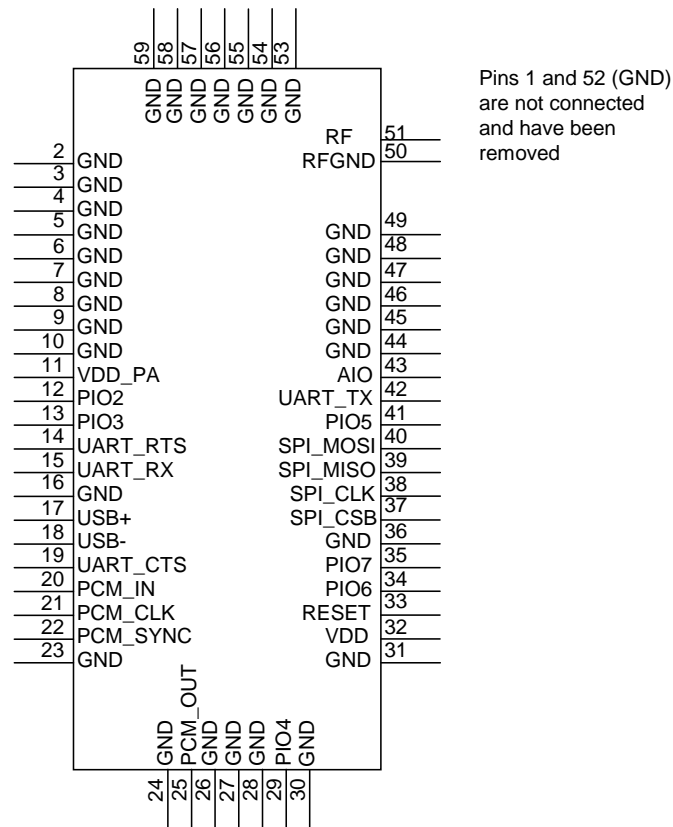 59
58
57
56
55
54
53
GND
GND
GND
GND
GND
GND
GND
Pins 1 and 52 (GND)
are not connected
and have been
removed
RF 51
RFGND 50
2 GND
3 GND
4 GND
5 GND
6 GND
7 GND
8 GND
9 GND
10 GND
11 VDD_PA
12 PIO2
13 PIO3
14 UART_RTS
15 UART_RX
16 GND
17 USB+
18 USB-
19 UART_CTS
20 PCM_IN
21 PCM_CLK
22 PCM_SYNC
23 GND
GND 49
GND 48
GND 47
GND 46
GND 45
GND 44
AIO 43
UART_TX 42
PIO5 41
SPI_MOSI 40
SPI_MISO 39
SPI_CLK 38
SPI_CSB 37
GND 36
PIO7 35
PIO6 34
RESET 33
VDD 32
GND 31
24 GND
25 PCM_OUT
26 GND
27 GND
28 GND
29 PIO4
30 GND